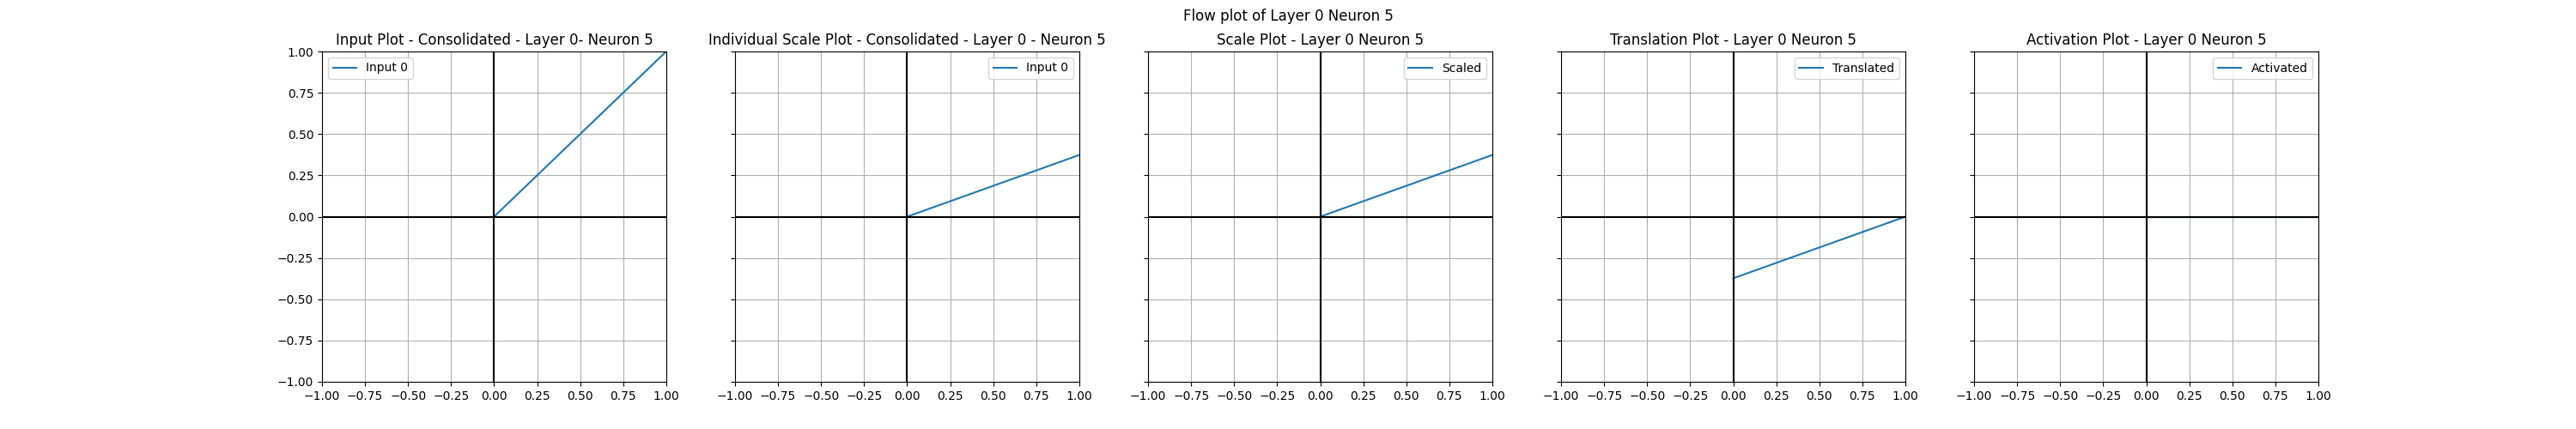 Flow plot of Layer 0 Neuron 5
Input Plot - Consolidated - Layer 0- Neuron 5
Input 0
1.00
0.75
0.50
0.25
0.00
−0.25
−0.50
−0.75
−1.00
−1.00 −0.75 −0.50 −0.25 0.00 0.25 0.50 0.75 1.00
Individual Scale Plot - Consolidated - Layer 0 - Neuron 5
Input 0
−1.00 −0.75 −0.50 −0.25 0.00 0.25 0.50 0.75 1.00
Scale Plot - Layer 0 Neuron 5
Scaled
−1.00 −0.75 −0.50 −0.25 0.00 0.25 0.50 0.75 1.00
Translation Plot - Layer 0 Neuron 5
Translated
−1.00 −0.75 −0.50 −0.25 0.00 0.25 0.50 0.75 1.00
Activation Plot - Layer 0 Neuron 5
Activated
−1.00 −0.75 −0.50 −0.25 0.00 0.25 0.50 0.75 1.00